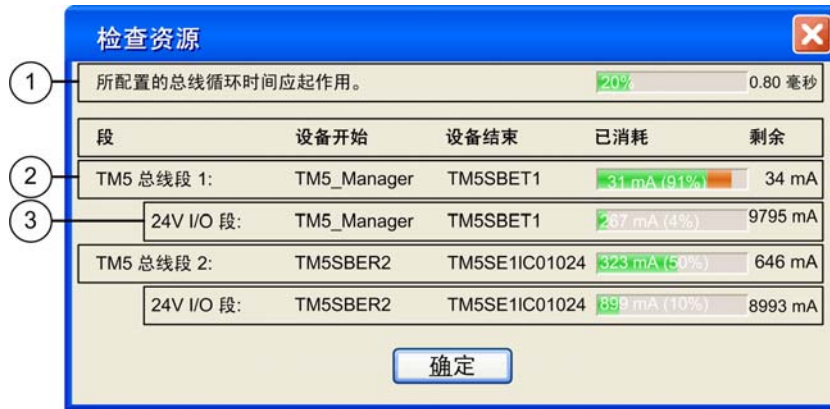 检查资源
1
所配置的总线循环时间应起作用。 20% 0.80 毫秒
段 设备开始 设备结束 已消耗 剩余
2
TM5 总线段 1: TM5_Manager TM5SBET1 31 mA (91%) 34 mA
3
24V I/O 段: TM5_Manager TM5SBET1 267 mA (4%) 9795 mA
TM5 总线段 2: TM5SBER2 TM5SE1IC01024 323 mA (50%) 646 mA
24V I/O 段: TM5SBER2 TM5SE1IC01024 899 mA (10%) 8993 mA
确定